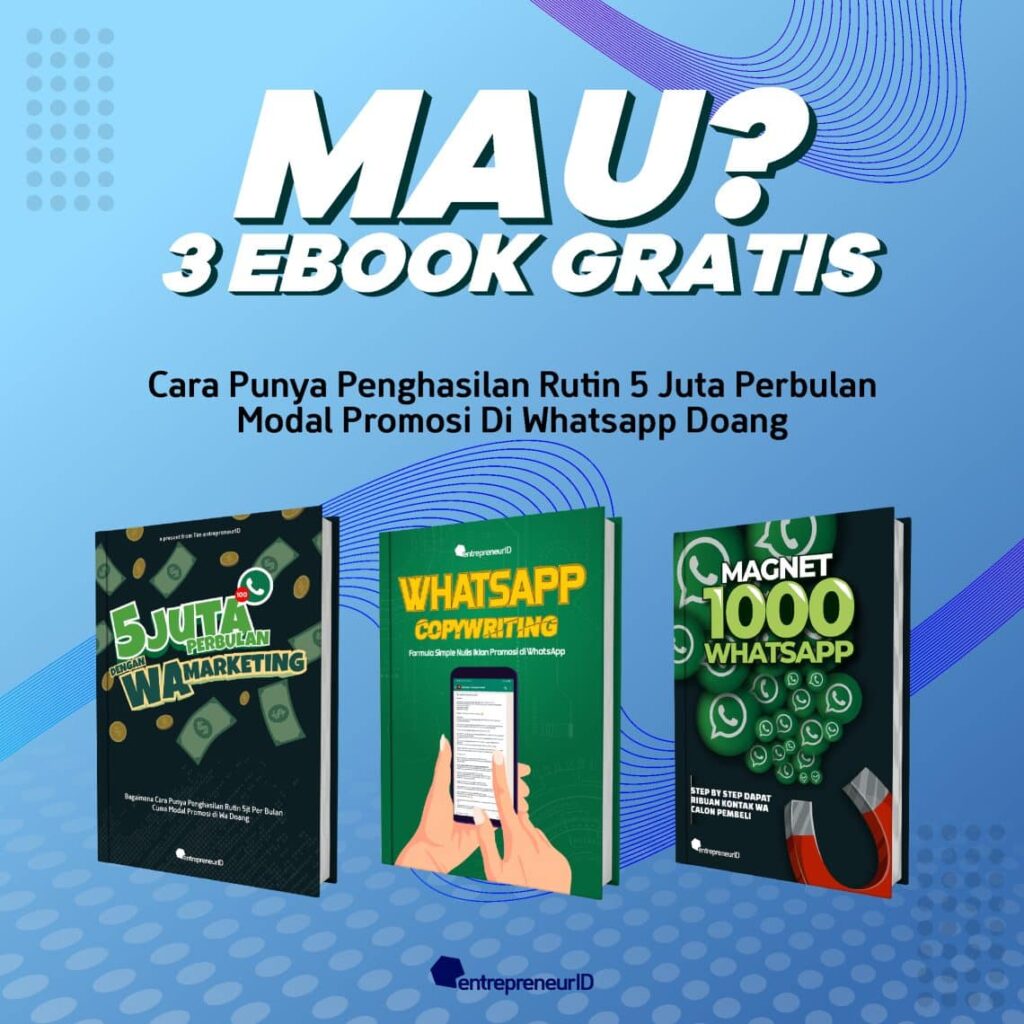 MAU?
3 EBOOK GRATIS
Cara Punya Penghasilan Rutin 5 Juta Perbulan
Modal Promosi Di Whatsapp Doang
a present from Tim entrepreneurID
100
5 JUTA
PERBULAN
DENGAN
WA MARKETING
Bagaimana Cara Punya Penghasilan Rutin 5jt Per Bulan
Cuma Modal Promosi di Wa Doang
entrepreneurID
entrepreneurID
WHATSAPP
COPYWRITING
Formula Simple Nulis Iklan Promosi di WhatsApp
MAGNET
1000
WHATSAPP
STEP BY STEP DAPAT
RIBUAN KONTAK WA
CALON PEMBELI
entrepreneurID
entrepreneurID